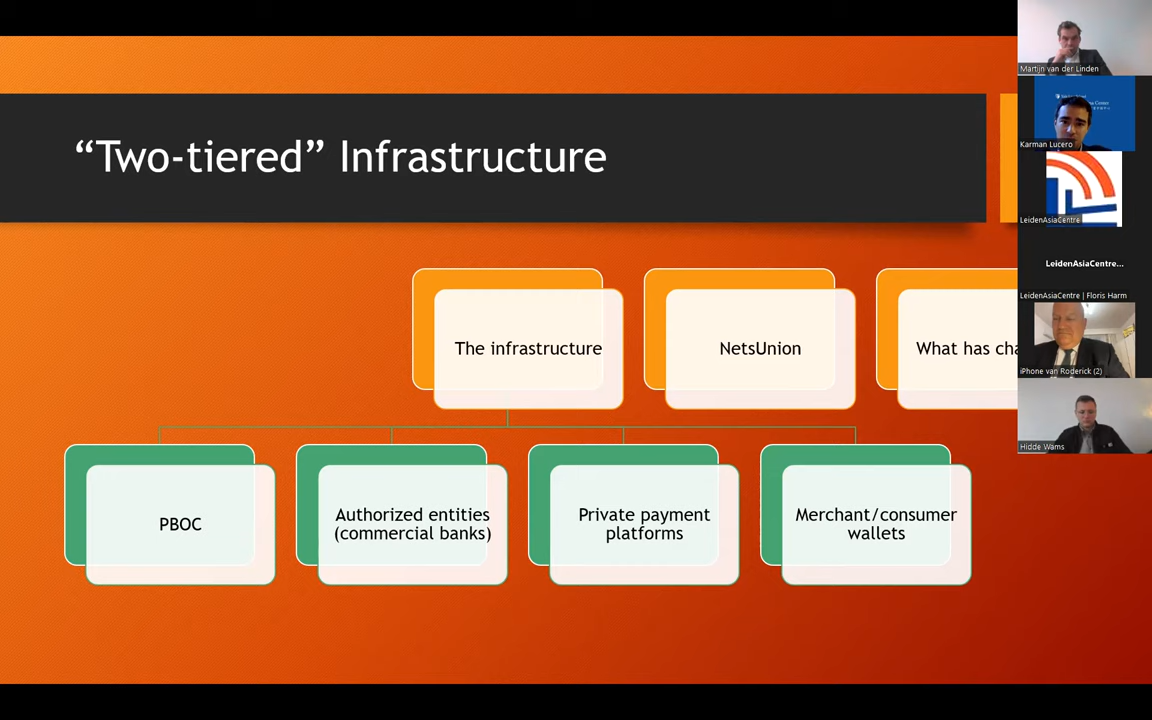 “Two-tiered” Infrastructure
The infrastructure
NetsUnion
What has cha
PBOC
Authorized entities
(commercial banks)
Private payment
platforms
Merchant/consumer
wallets
Martijn van der Linden
Karman Lucero
LeidenAsiaCentre
LeidenAsiaCentre...
LeidenAsiaCentre | Floris Harm
iPhone van Roderick (2)
Hidde Wams